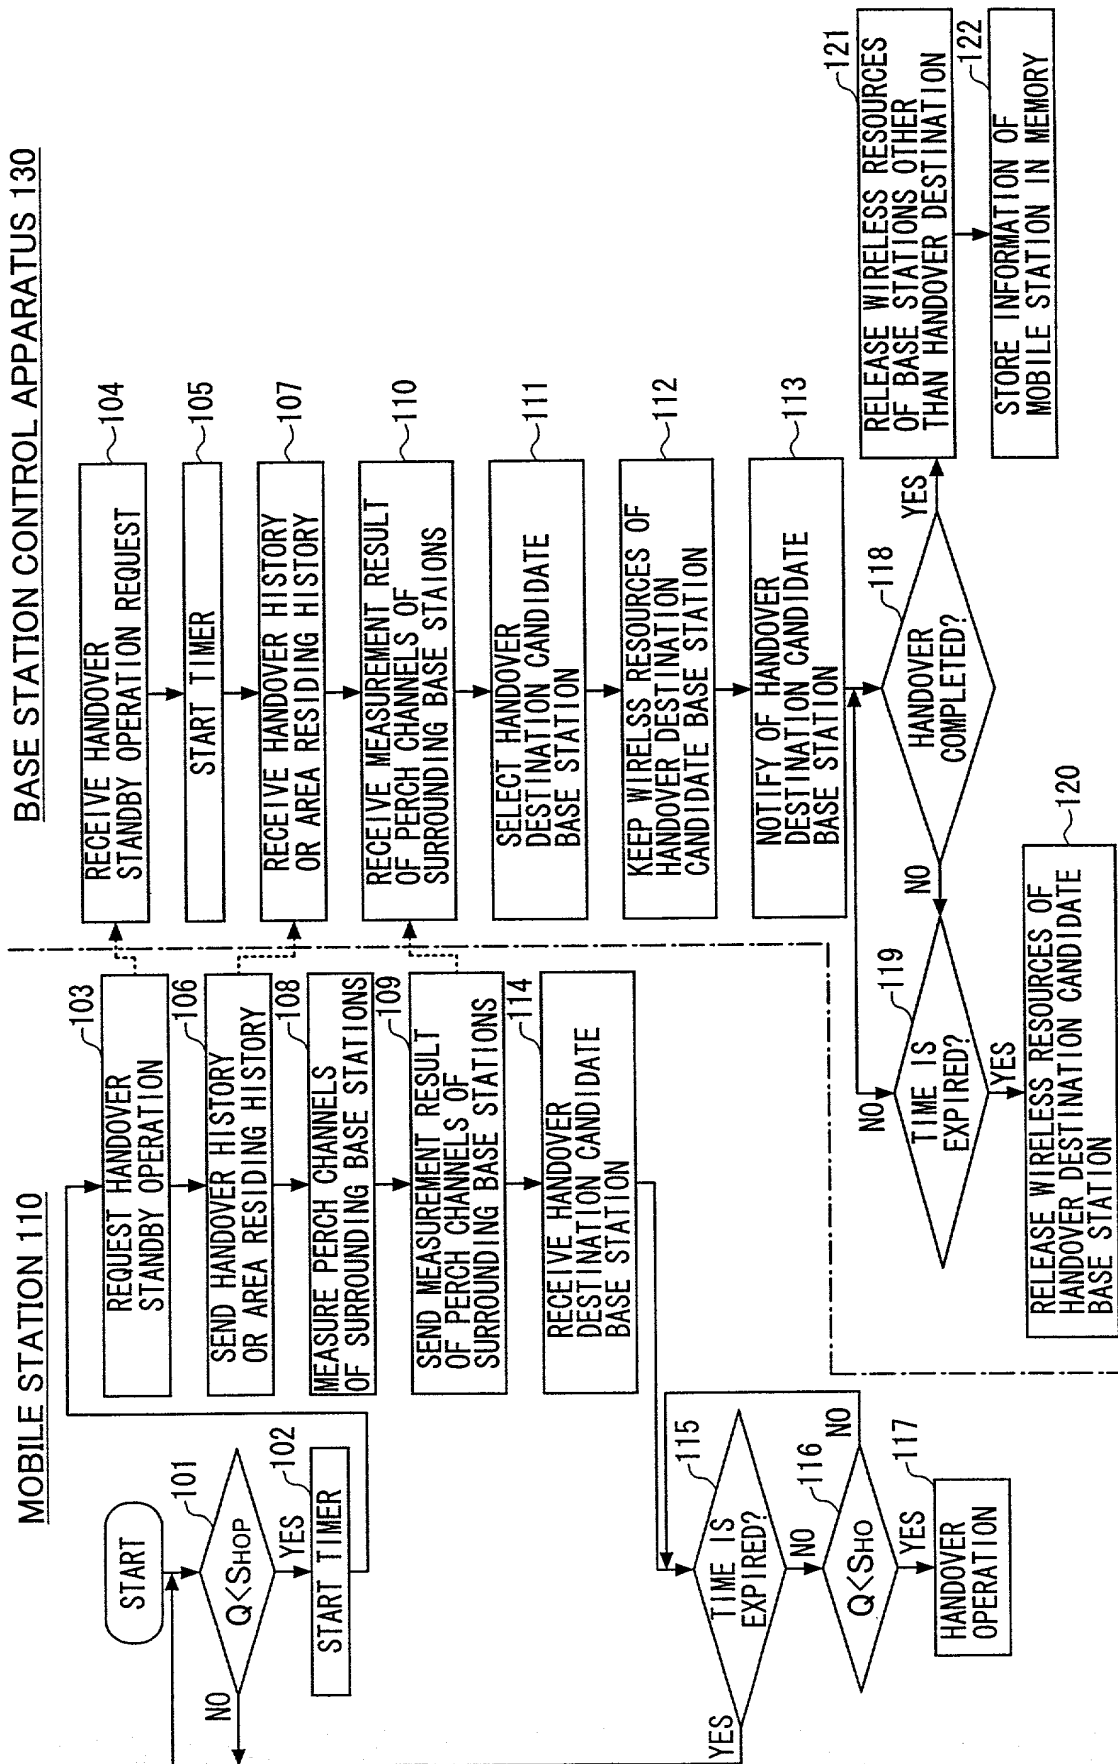 MOBILE STATION 110
START
101
Q<SHOP
YES
NO
102
START TIMER
103
REQUEST HANDOVER
STANDBY OPERATION
106
SEND HANDOVER HISTORY
OR AREA RESIDING HISTORY
108
MEASURE PERCH CHANNELS
OF SURROUNDING BASE STATIONS
109
SEND MEASUREMENT RESULT
OF PERCH CHANNELS OF
SURROUNDING BASE STATIONS
114
RECEIVE HANDOVER
DESTINATION CANDIDATE
BASE STATION
115
TIME IS
EXPIRED?
YES
NO
116
Q<SHO
NO
YES
117
HANDOVER
OPERATION
BASE STATION CONTROL APPARATUS 130
104
RECEIVE HANDOVER
STANDBY OPERATION REQUEST
105
START TIMER
107
RECEIVE HANDOVER HISTORY
OR AREA RESIDING HISTORY
110
RECEIVE MEASUREMENT RESULT
OF PERCH CHANNELS OF
SURROUNDING BASE STATIONS
111
SELECT HANDOVER
DESTINATION CANDIDATE
BASE STATION
112
KEEP WIRELSS RESOURCES OF
HANDOVER DESTINATION
CANDIDATE BASE STATION
113
NOTIFY OF HANDOVER
DESTINATION CANDIDATE
BASE STATION
118
HANDOVER
COMPLETED?
YES
NO
119
TIME IS
EXPIRED?
NO
YES
120
RELEASE WIRELESS RESOURCES OF
HANDOVER DESTINATION CANDIDATE
BASE STATION
121
RELEASE WIRELESS RESOURCES
OF BASE STATIONS OTHER
THAN HANDOVER DESTINATION
122
STORE INFORMATION OF
MOBILE STATION IN MEMORY